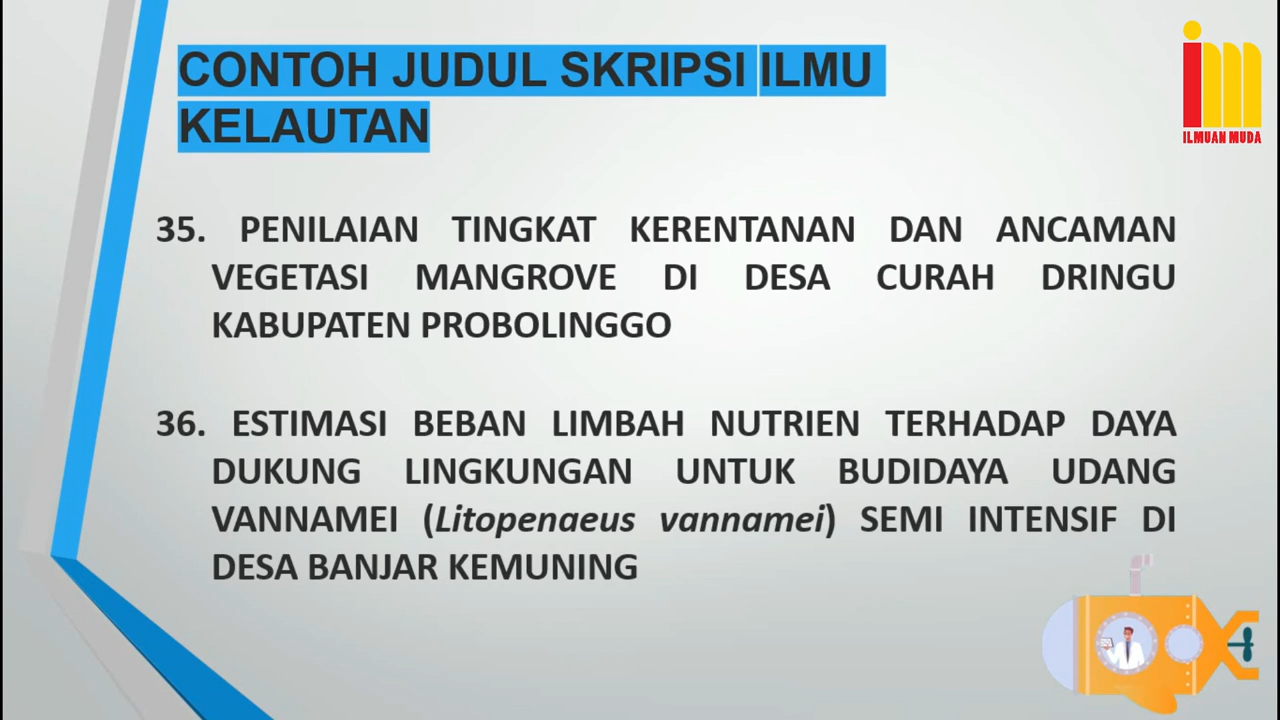 CONTOH JUDUL SKRIPSI ILMU
KELAUTAN
ILMUAN MUDA
35. PENILAIAN TINGKAT KERENTANAN DAN ANCAMAN
VEGETASI MANGROVE DI DESA CURAH DRINGU
KABUPATEN PROBOLINGGO
36. ESTIMASI BEBAN LIMBAH NUTRIEN TERHADAP DAYA
DUKUNG LINGKUNGAN UNTUK BUDIDAYA UDANG
VANNAMEI (Litopenaeus vannamei) SEMI INTENSIF DI
DESA BANJAR KEMUNING